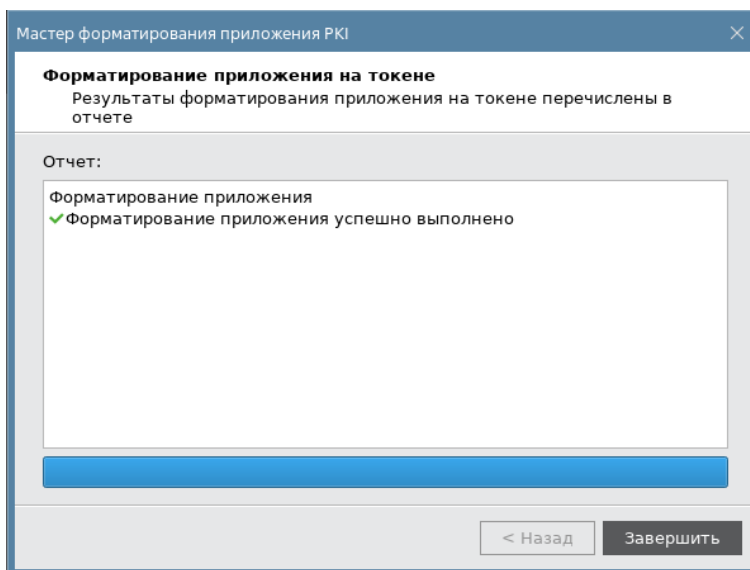 Мастер форматирования приложения PKI
Форматирование приложения на токене
Результаты форматирования приложения на токене перечислены в
отчете
Отчет:
Форматирование приложения
Форматирование приложения успешно выполнено
< Назад
Завершить